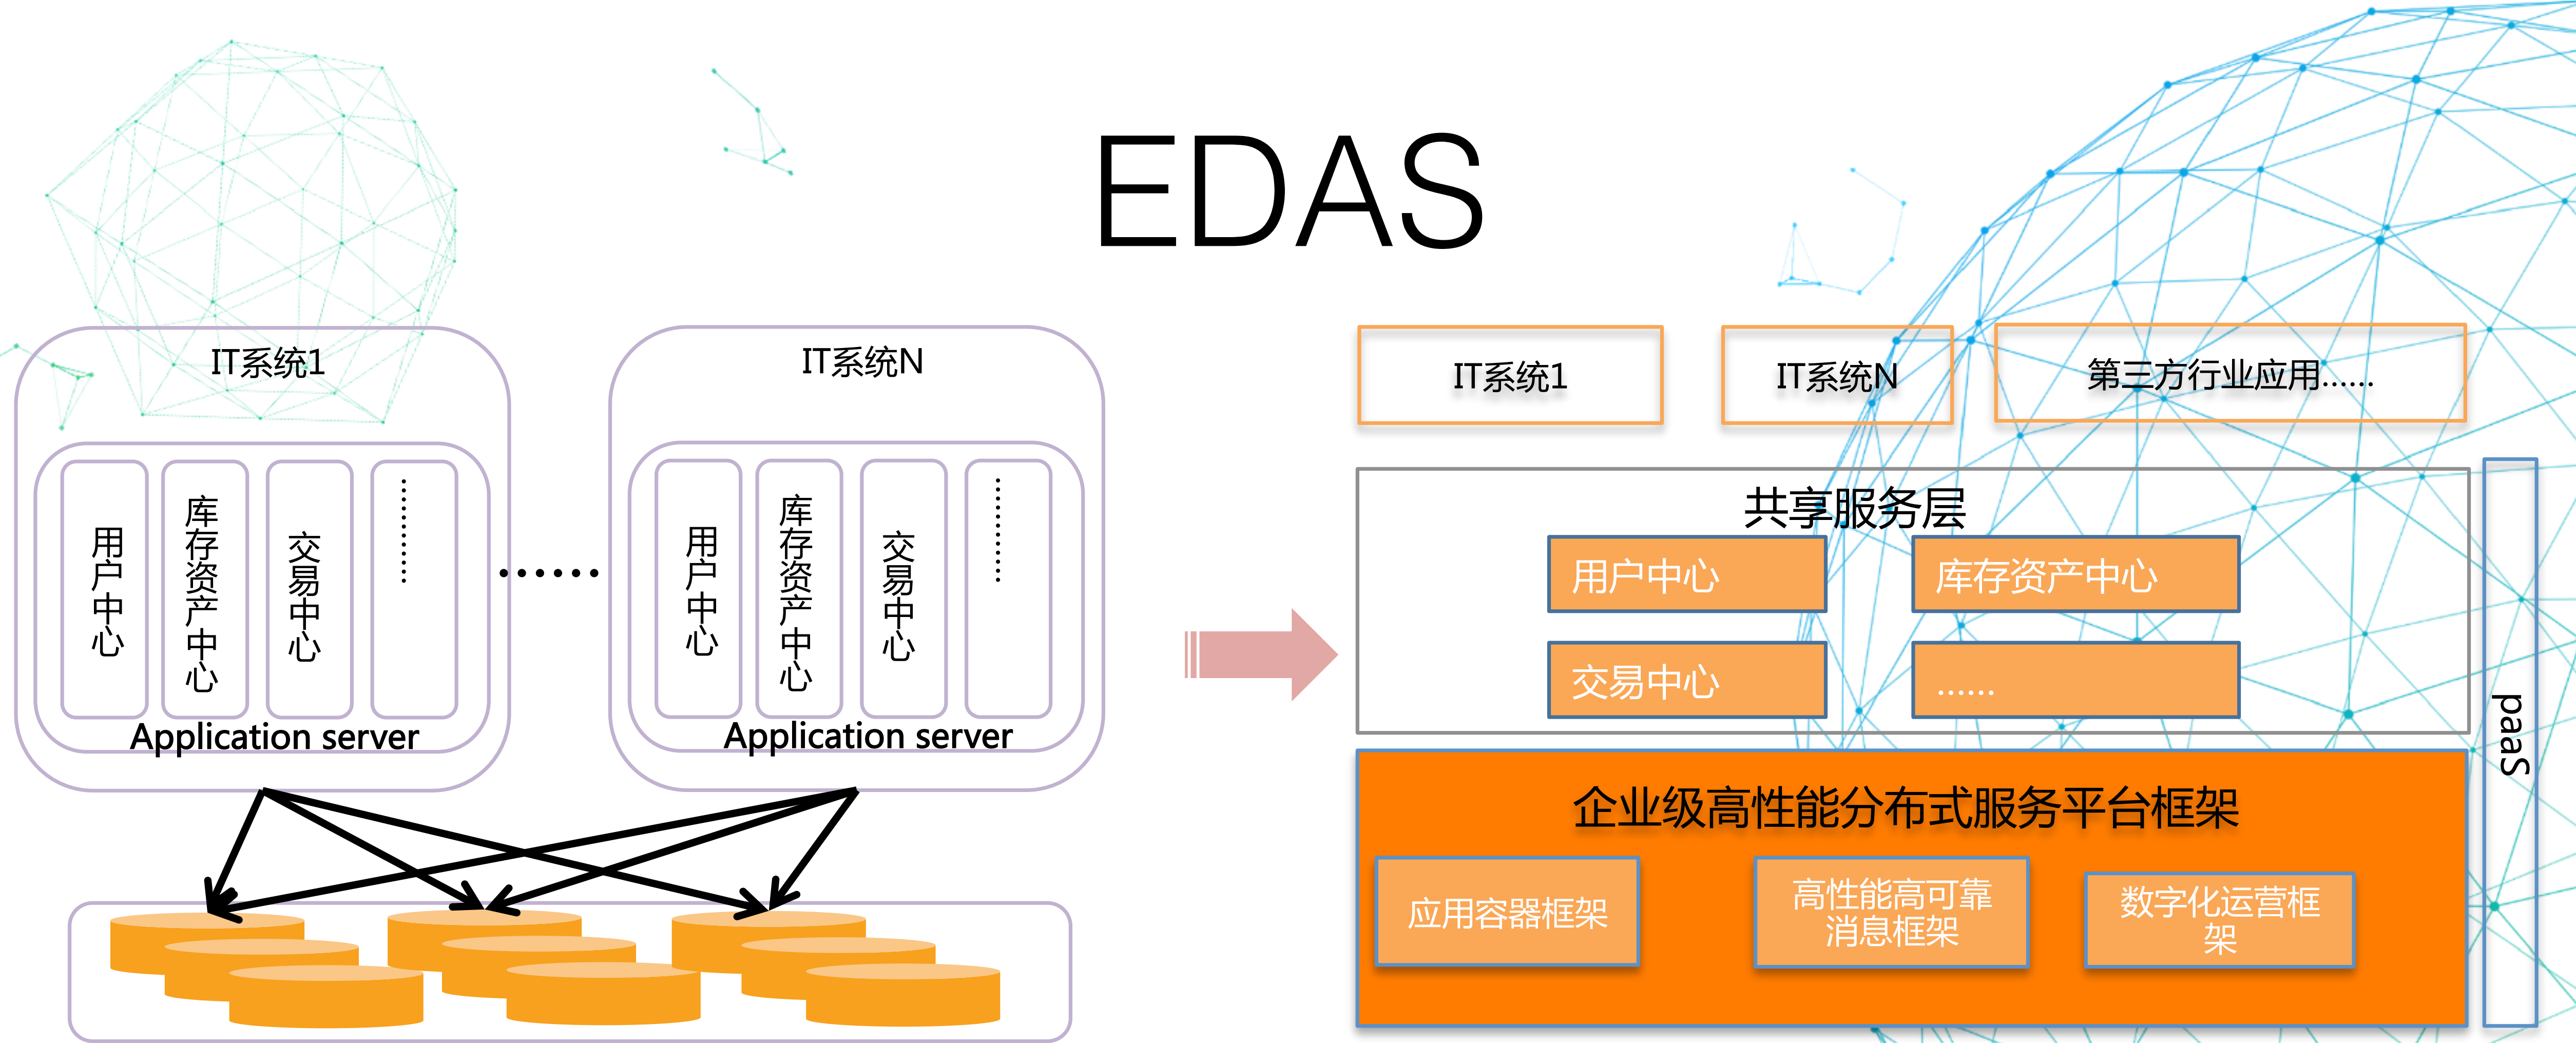 EDAS
IT系统1
用户中心
库存资产中心
交易中心
............
Application server
......
IT系统N
用户中心
库存资产中心
交易中心
............
Application server
IT系统1
IT系统N
第三方行业应用......
共享服务层
用户中心
库存资产中心
交易中心
......
企业级高性能分布式服务平台框架
应用容器框架
高性能高可靠
消息框架
数字化运营框
架
paaS